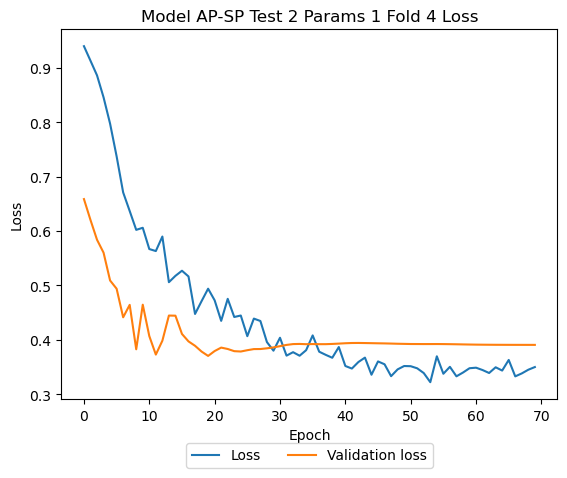 Model AP-SP Test 2 Params 1 Fold 4 Loss
Loss
0.9
0.8
0.7
0.6
0.5
0.4
0.3
0 10 20 30 40 50 60 70
Epoch
Loss Validation loss